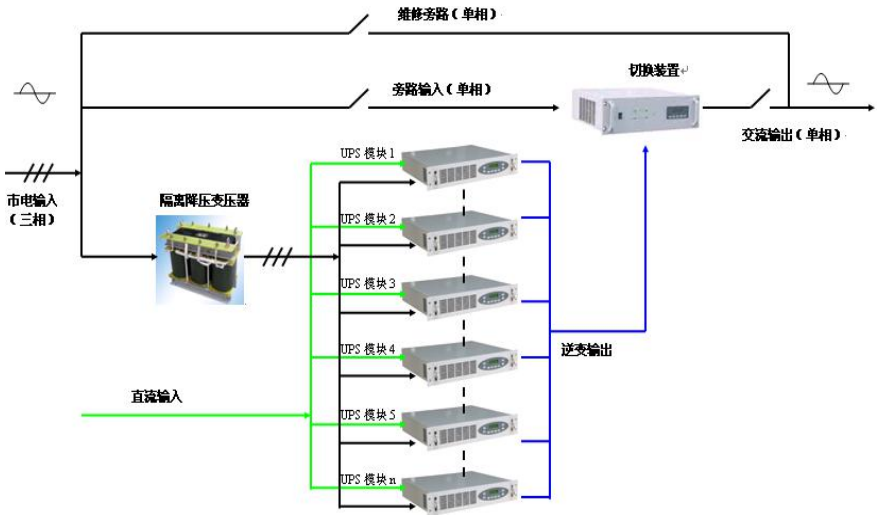 维修旁路（单相）
切换装置
旁路输入（单相）
交流输出（单相）
UPS 模块1
市电输入
（三相）
隔离降压变压器
UPS 模块2
UPS 模块3
UPS 模块4
逆变输出
直流输入
UPS 模块5
UPS 模块n